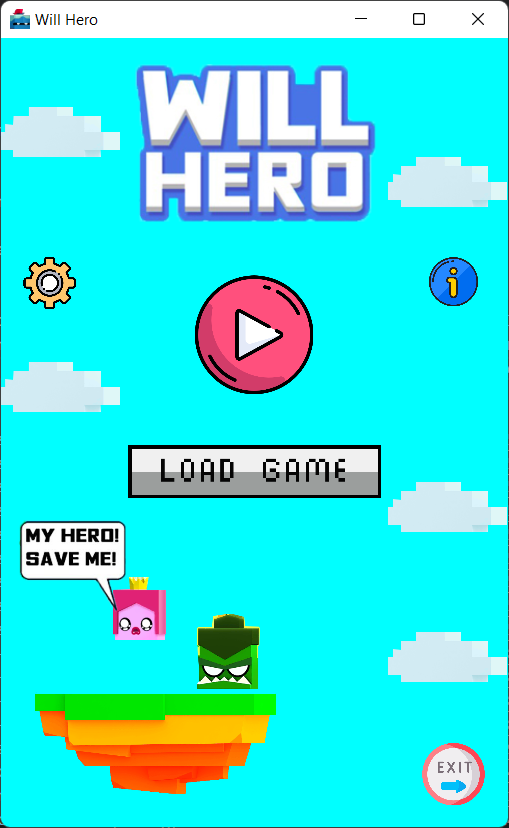 Will Hero
WILL
HERO
i
LOAD GAME
MY HERO!
SAVE ME!
EXIT